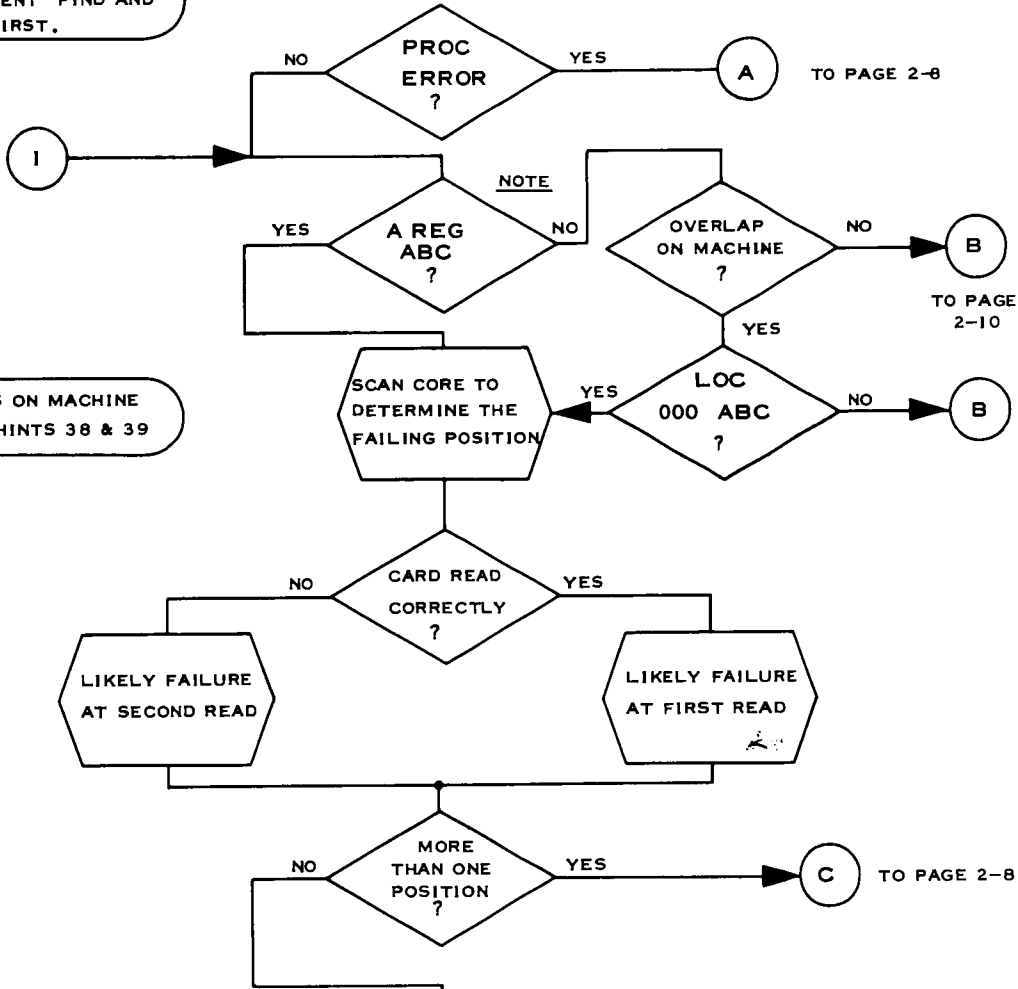 FIND AND
IRST.
PROC
ERROR
?
NO
YES
A
TO PAGE 2-8
1
NOTE
A REG
ABC
?
YES
NO
OVERLAP
ON MACHINE
?
NO
B
TO PAGE
2-10
YES
LOC
000 ABC
?
YES
NO
B
S ON MACHINE
HINTS 38 & 39
SCAN CORE TO
DETERMINE THE
FAILING POSITION
CARD READ
CORRECTLY
?
NO
YES
LIKELY FAILURE
AT SECOND READ
LIKELY FAILURE
AT FIRST READ
MORE
THAN ONE
POSITION
?
NO
YES
C
TO PAGE 2-8